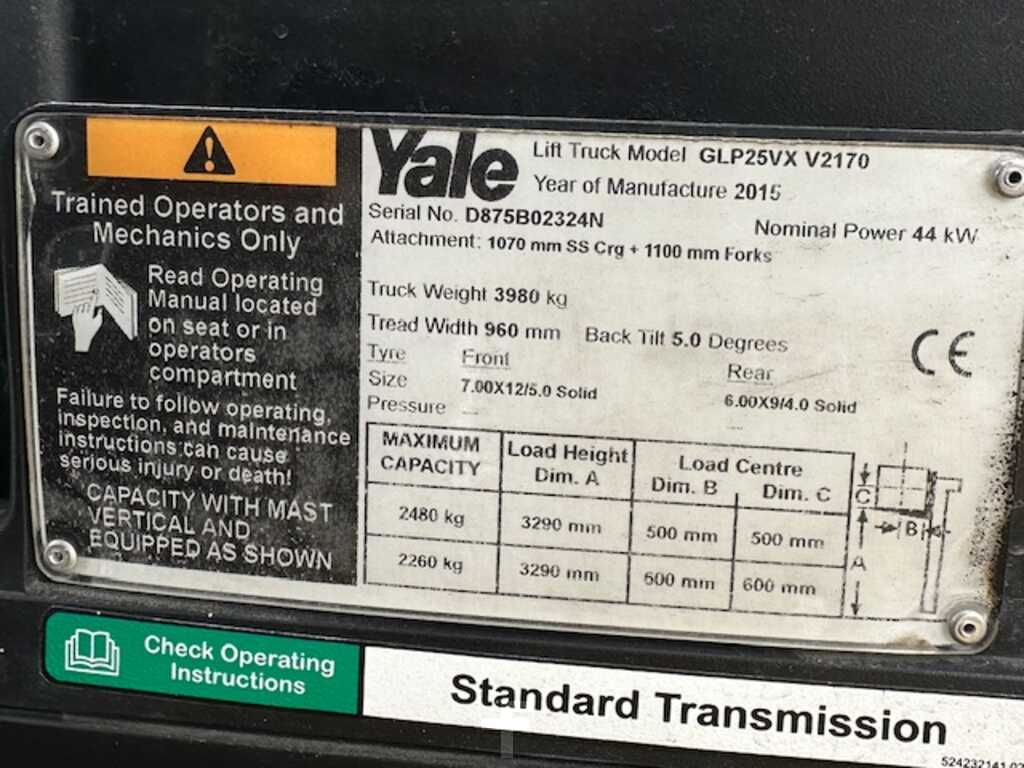 Trained Operators and
Mechanics Only
Read Operating
Manual located
on seat or in
operators
compartment
Failure to follow operating,
inspection, and maintenance
instructions can cause
serious injury or death!
CAPACITY WITH MAST
VERTICAL AND
EQUIPPED AS SHOWN
Yale
Lift Truck Model GLP25VX V2170
Year of Manufacture 2015
Serial No. D875B02324N
Nominal Power 44 kW
Attachment: 1070 mm SS Crg + 1100 mm Forks
Truck Weight 3980 kg
Tread Width 960 mm Back Tilt 5.0 Degrees
Tyre Front Rear
Size 7.00X12/5.0 Solid 6.00X9/4.0 Solid
Pressure
CE
MAXIMUM CAPACITY Load Height Dim. A Load Centre Dim. B Dim. C
2480 kg 3290 mm 500 mm 500 mm
2260 kg 3290 mm 600 mm 600 mm
C
B
A
Check Operating
Instructions
Standard Transmission